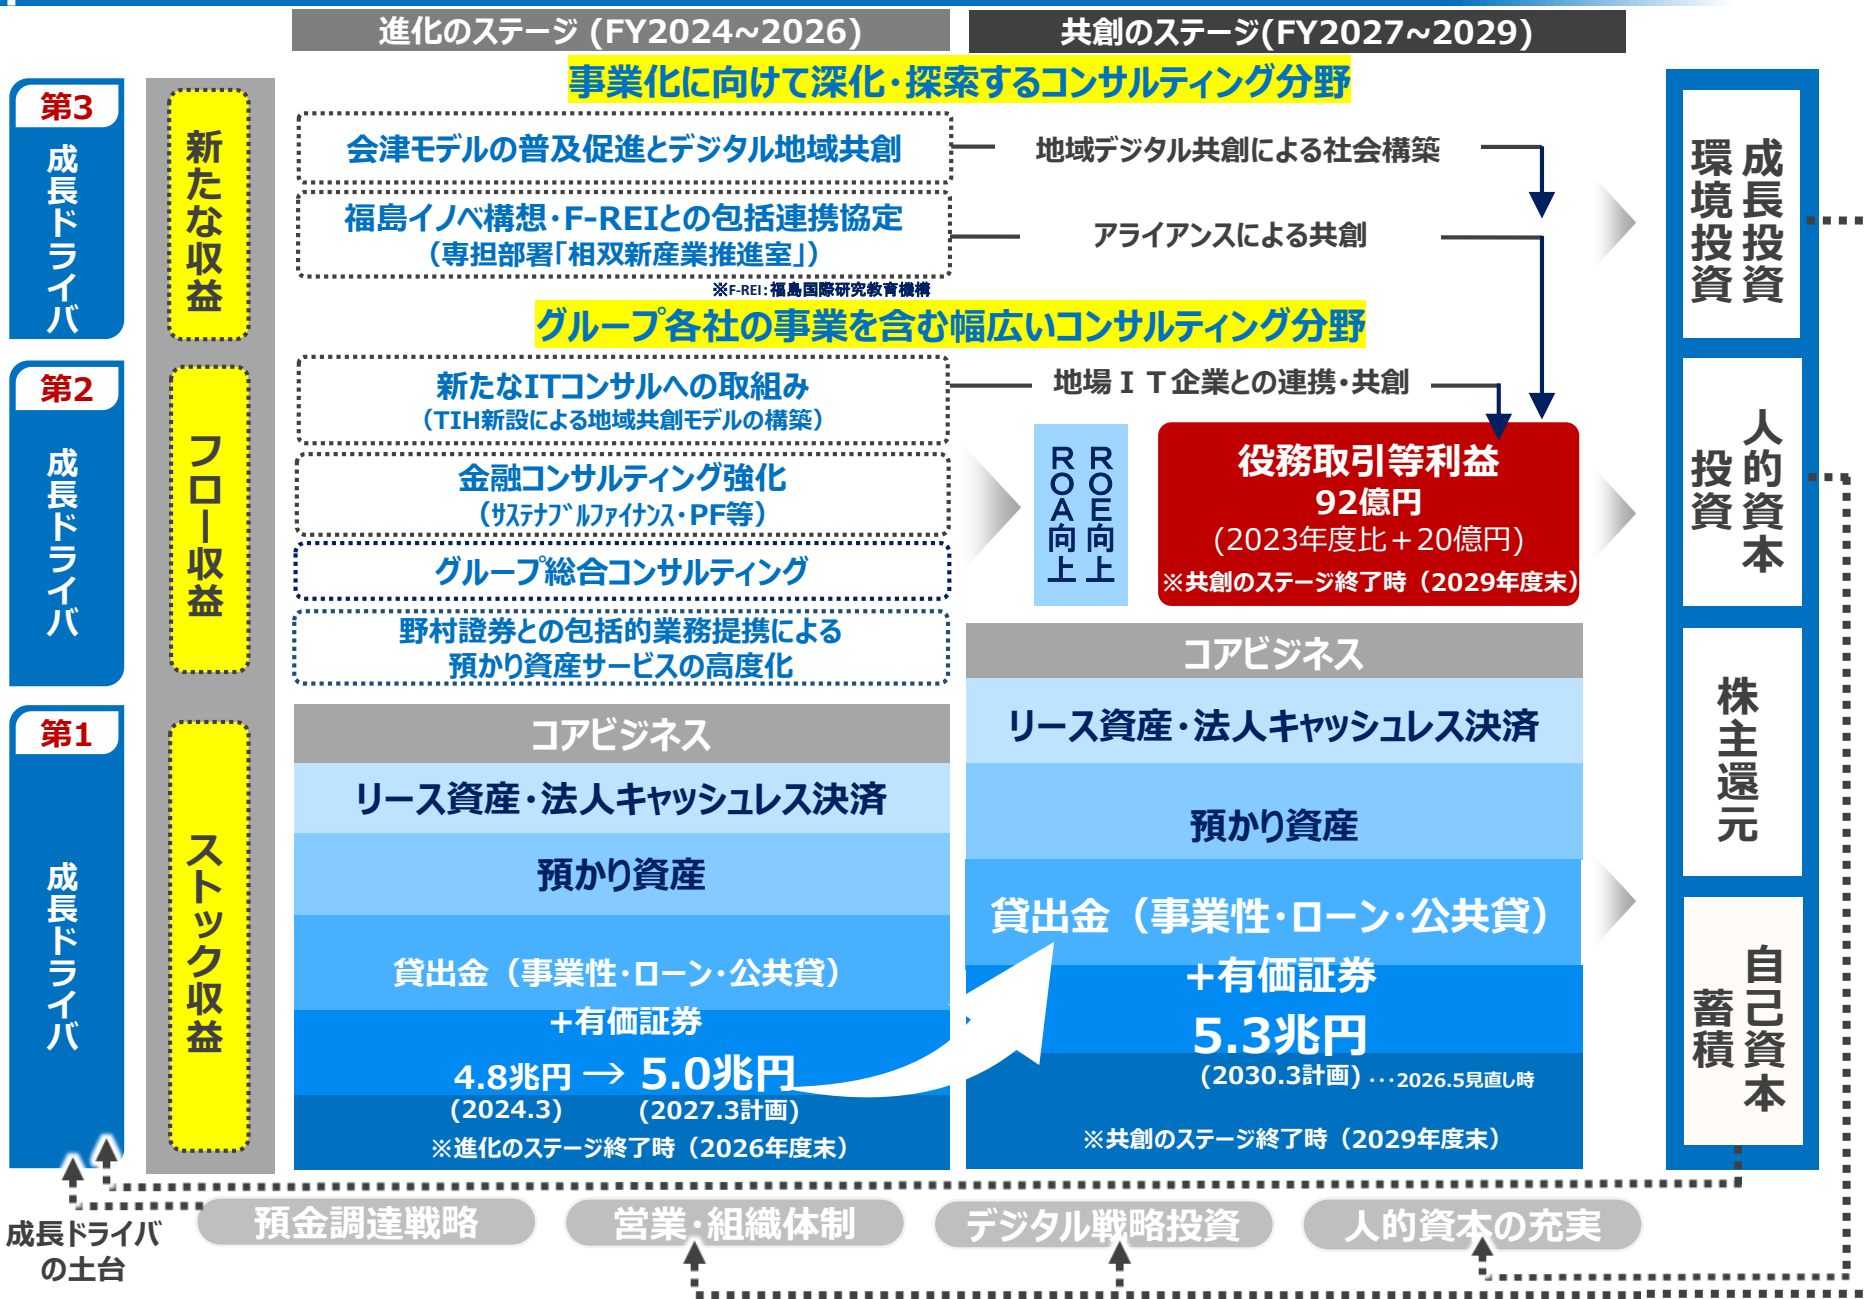 進化のステージ (FY2024~2026)
共創のステージ(FY2027~2029)
事業化に向けて深化・探索するコンサルティング分野
第3
成長ドライバ
新たな収益
会津モデルの普及促進とデジタル地域共創
地域デジタル共創による社会構築
福島イノベ構想・F-REIとの包括連携協定
（専担部署「相双新産業推進室」）
アライアンスによる共創
※F-REI：福島国際研究教育機構
グループ各社の事業を含む幅広いコンサルティング分野
第2
成長ドライバ
フロー収益
新たなITコンサルへの取組み
（TIH新設による地域共創モデルの構築）
地場ＩＴ企業との連携・共創
金融コンサルティング強化
（ｻｽﾃﾅﾌﾞﾙﾌｧｲﾅﾝｽ・PF等）
グループ総合コンサルティング
野村證券との包括的業務提携による
預かり資産サービスの高度化
ＲＯＥ向上
ＲＯＡ向上
役務取引等利益
92億円
(2023年度比＋20億円)
※共創のステージ終了時（2029年度末）
第1
成長ドライバ
ストック収益
コアビジネス
リース資産・法人キャッシュレス決済
預かり資産
貸出金（事業性・ローン・公共貸）
+有価証券
4.8兆円 → 5.0兆円
(2024.3) (2027.3計画)
※進化のステージ終了時（2026年度末）
コアビジネス
リース資産・法人キャッシュレス決済
預かり資産
貸出金（事業性・ローン・公共貸）
+有価証券
5.3兆円
(2030.3計画) ･･･2026.5見直し時
※共創のステージ終了時（2029年度末）
成長投資
環境投資
人的資本
投資
株主還元
自己資本
蓄積
成長ドライバ
の土台
預金調達戦略
営業・組織体制
デジタル戦略投資
人的資本の充実